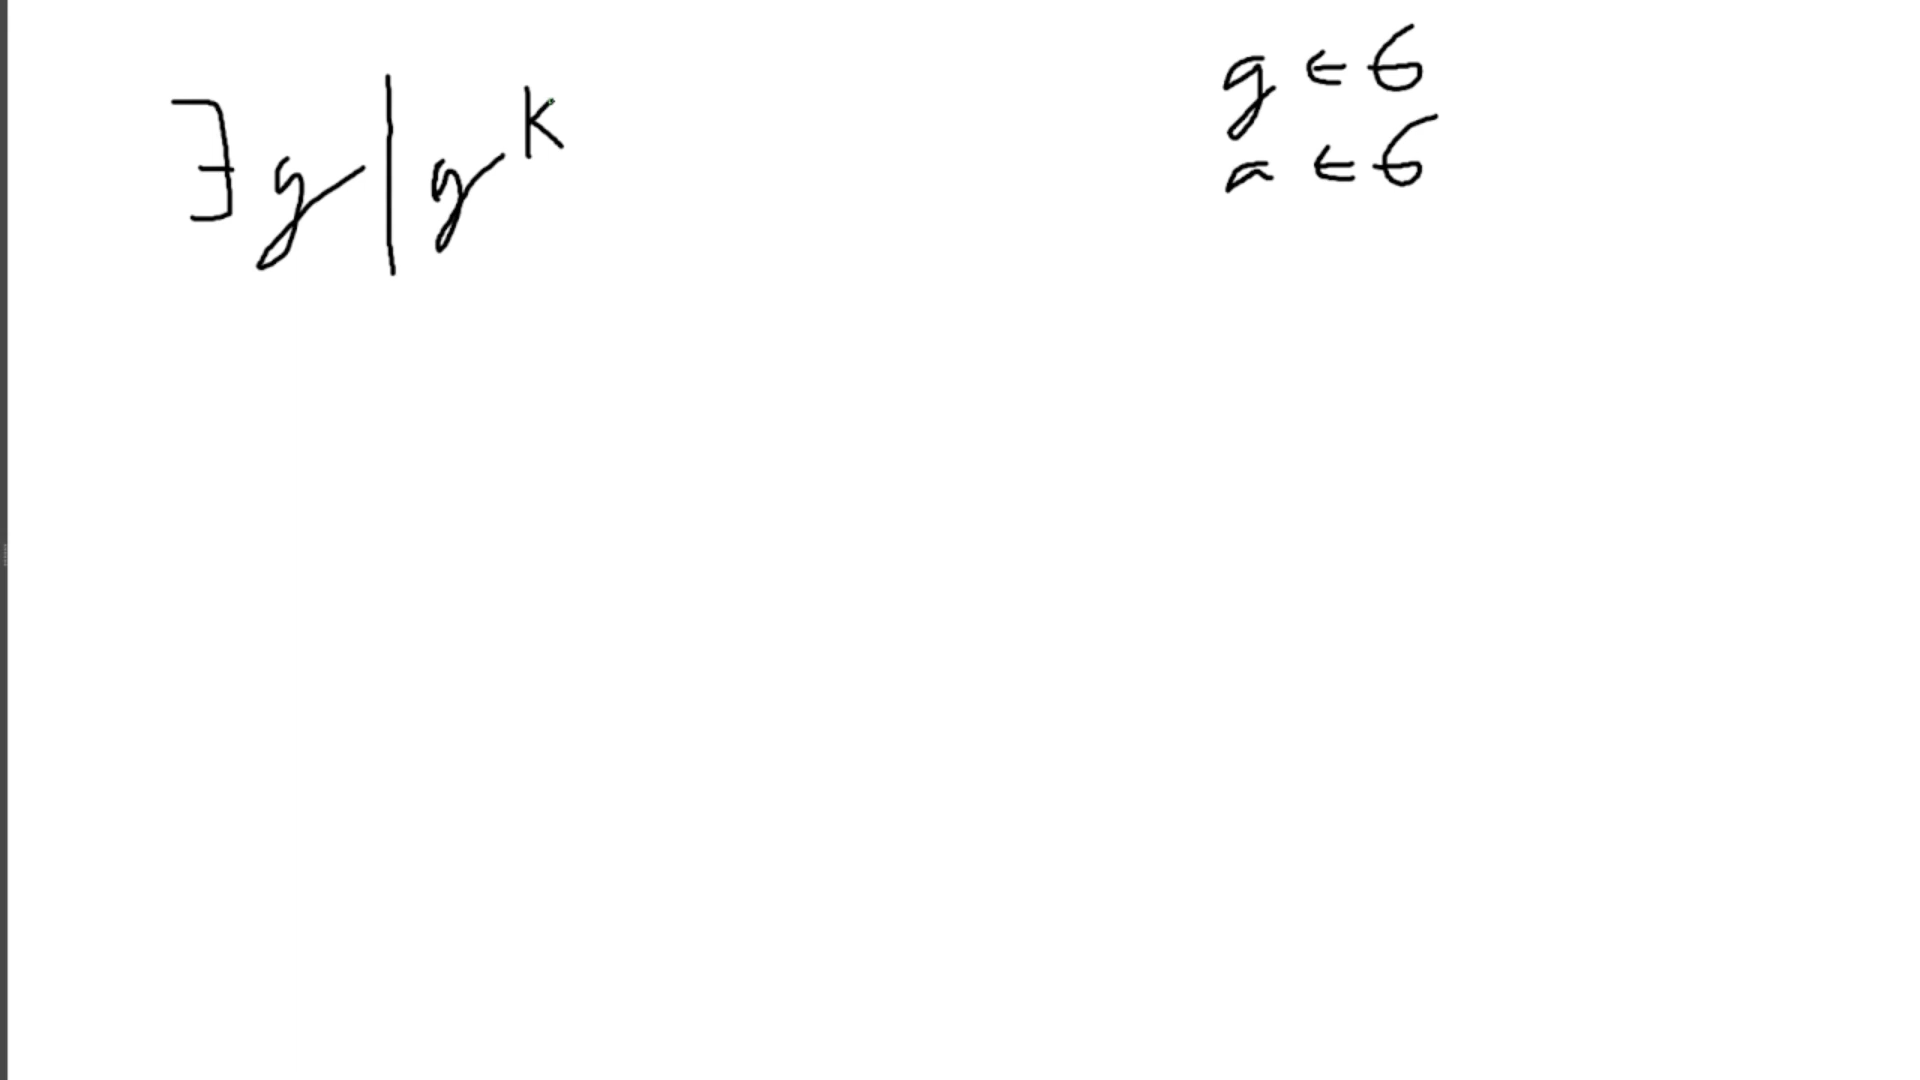 ∃ g | g^k
g ∈ G
a ∈ G